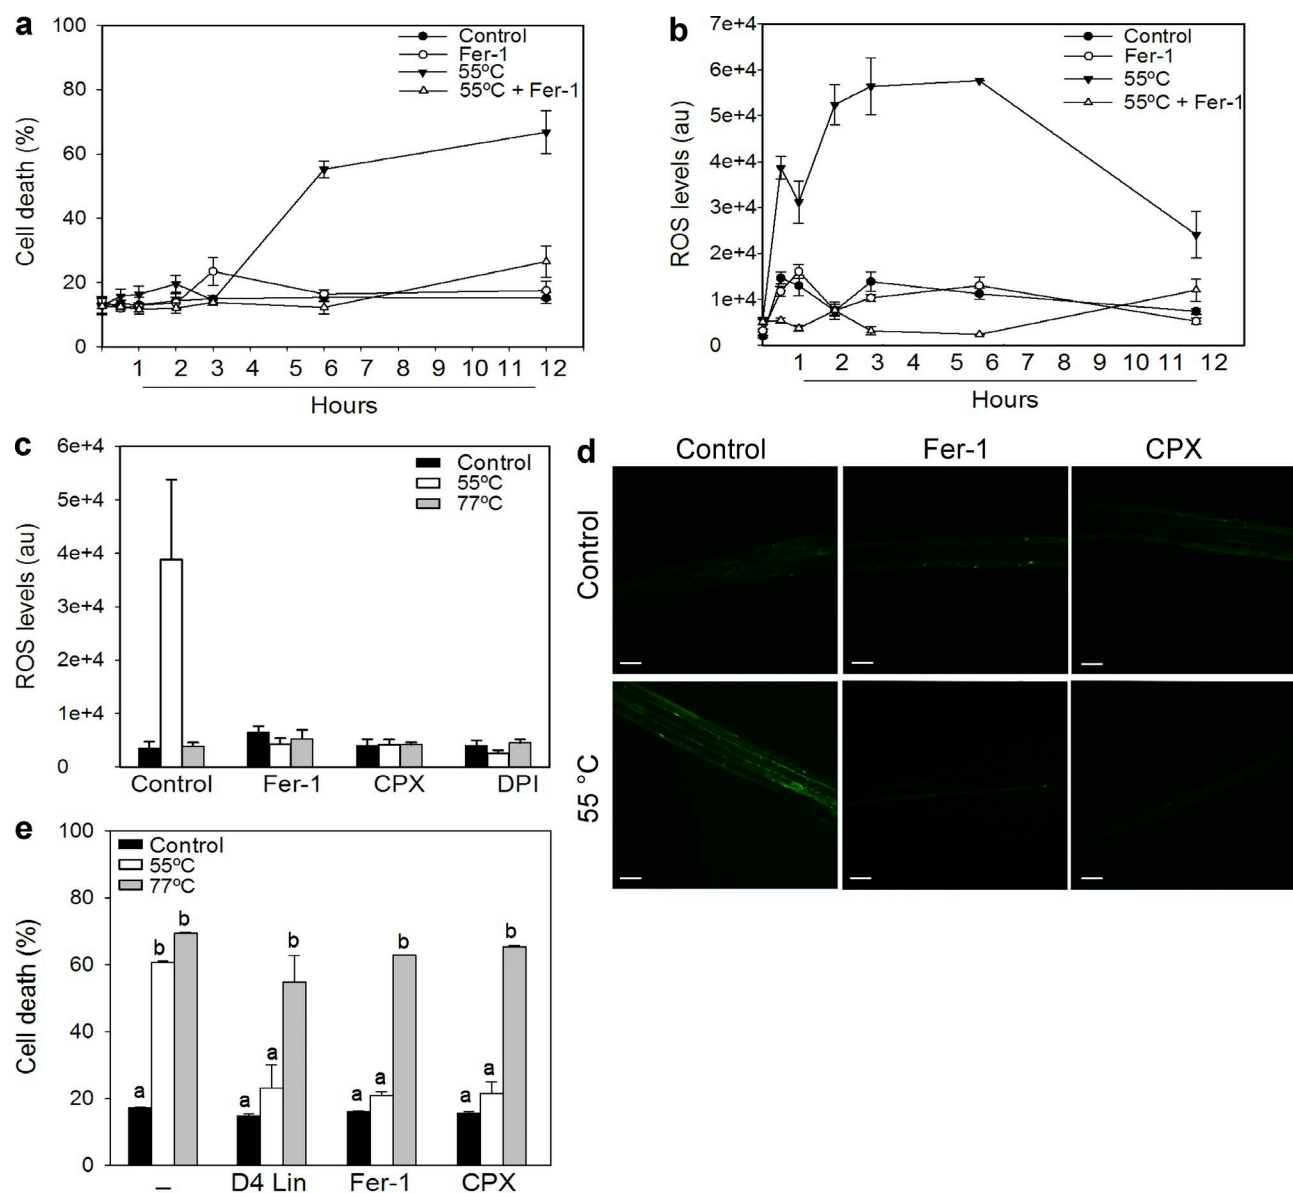 a
100
80
60
40
20
0
Cell death (%)
Control
Fer-1
55ºC
55ºC + Fer-1
1 2 3 4 5 6 7 8 9 10 11 12
Hours
b
7e+4
6e+4
5e+4
4e+4
3e+4
2e+4
1e+4
0
ROS levels (au)
Control
Fer-1
55ºC
55ºC + Fer-1
1 2 3 4 5 6 7 8 9 10 11 12
Hours
c
6e+4
5e+4
4e+4
3e+4
2e+4
1e+4
0
ROS levels (au)
Control
55ºC
77ºC
Control Fer-1 CPX DPI
d
Control Fer-1 CPX
Control
55 °C
e
100
80
60
40
20
0
Cell death (%)
Control
55ºC
77ºC
a b b
a a b
a a b
a a b
– D4 Lin Fer-1 CPX